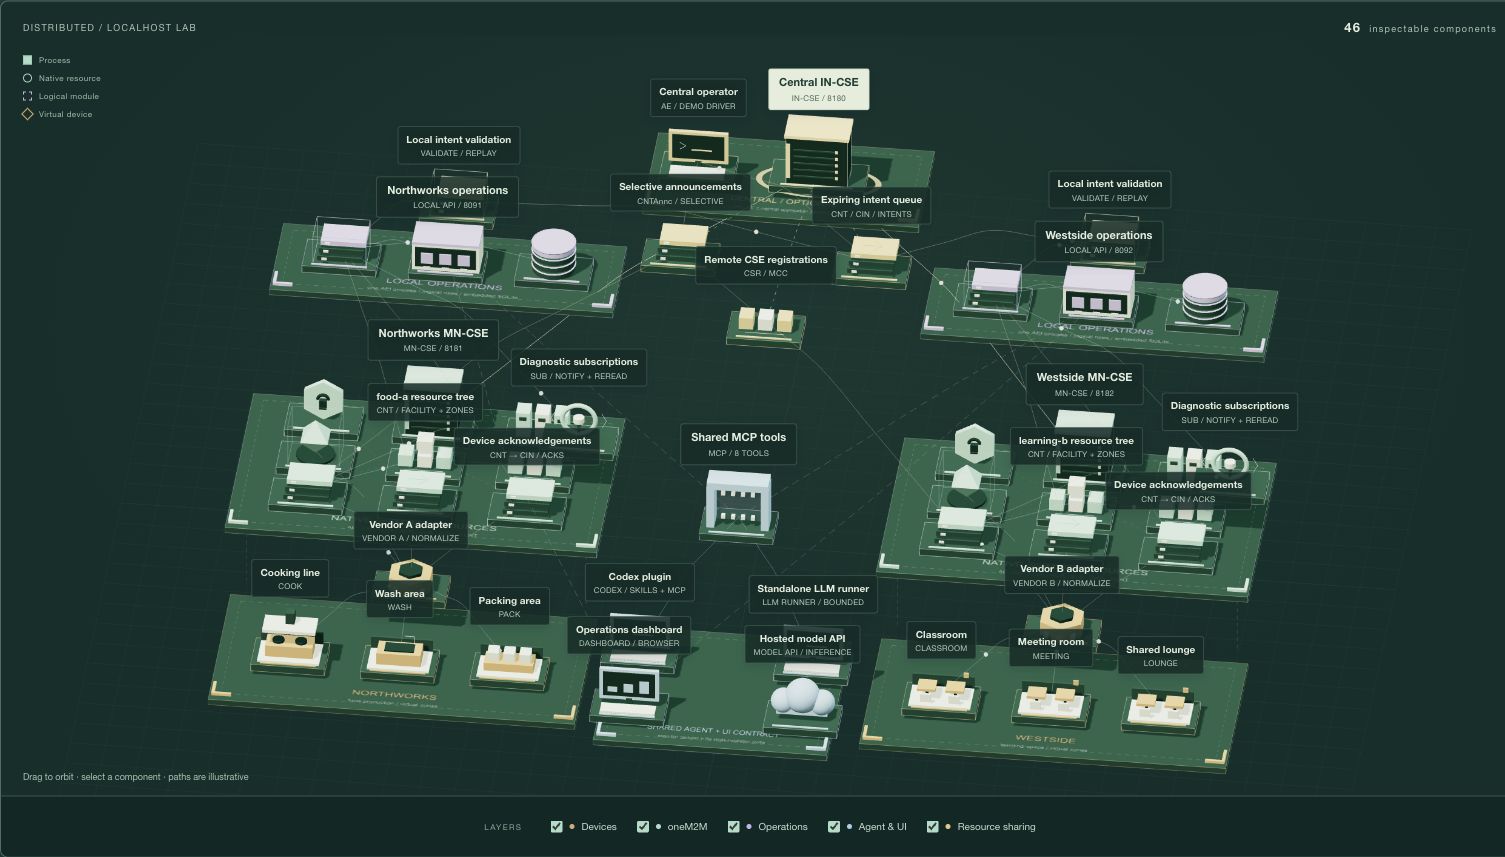 DISTRIBUTED / LOCALHOST LAB
46 inspectable components
Process
Native resource
Logical module
Virtual device
Central operator
AE / DEMO DRIVER
Central IN-CSE
IN-CSE / 8180
Local intent validation
VALIDATE / REPLAY
Northworks operations
LOCAL API / 8091
Selective announcements
CNTAnnc / SELECTIVE
Expiring intent queue
CNT / CIN / INTENTS
Local intent validation
VALIDATE / REPLAY
Westside operations
LOCAL API / 8092
Remote CSE registrations
CSR / MCC
LOCAL OPERATIONS
LOCAL OPERATIONS
Northworks MN-CSE
MN-CSE / 8181
Diagnostic subscriptions
SUB / NOTIFY + REREAD
food-a resource tree
CNT / FACILITY + ZONES
Device acknowledgements
CNT → CIN / ACKS
Westside MN-CSE
MN-CSE / 8182
Diagnostic subscriptions
SUB / NOTIFY + REREAD
learning-b resource tree
CNT / FACILITY + ZONES
Device acknowledgements
CNT → CIN / ACKS
Shared MCP tools
MCP / 8 TOOLS
Vendor A adapter
VENDOR A / NORMALIZE
Vendor B adapter
VENDOR B / NORMALIZE
Cooking line
COOK
Wash area
WASH
Packing area
PACK
Codex plugin
CODEX / SKILLS + MCP
Standalone LLM runner
LLM RUNNER / BOUNDED
Operations dashboard
DASHBOARD / BROWSER
Hosted model API
MODEL API / INFERENCE
Classroom
CLASSROOM
Meeting room
MEETING
Shared lounge
LOUNGE
NORTHWORKS
SHARED AGENT + UI CONTRACT
WESTSIDE
Drag to orbit · select a component · paths are illustrative
LAYERS
Devices
oneM2M
Operations
Agent & UI
Resource sharing